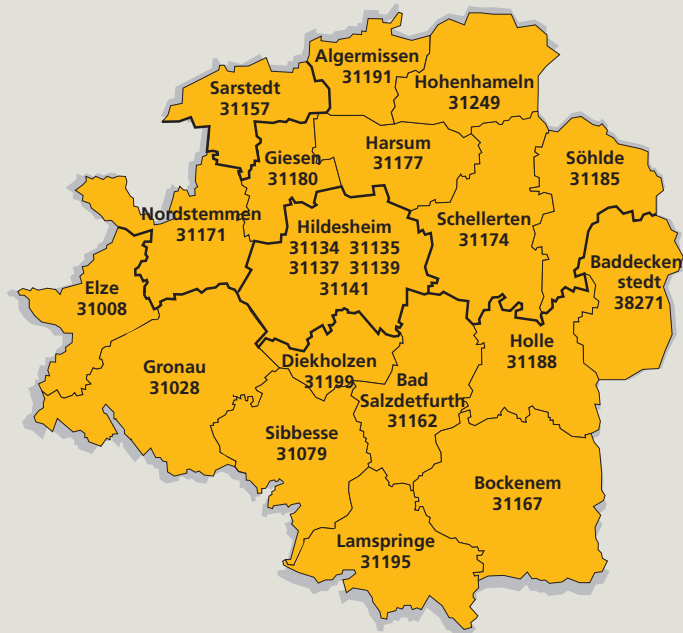 Algermissen
31191
Hohenhameln
31249
Sarstedt
31157
Harsum
31177
Giesen
31180
Söhlde
31185
Nordstemmen
31171
Hildesheim
31134 31135
31137 31139
31141
Schellerten
31174
Baddecken
stedt
38271
Elze
31008
Gronau
31028
Diekholzen
31199
Holle
31188
Bad
Salzdetfurth
31162
Sibbesse
31079
Bockenem
31167
Lamspringe
31195